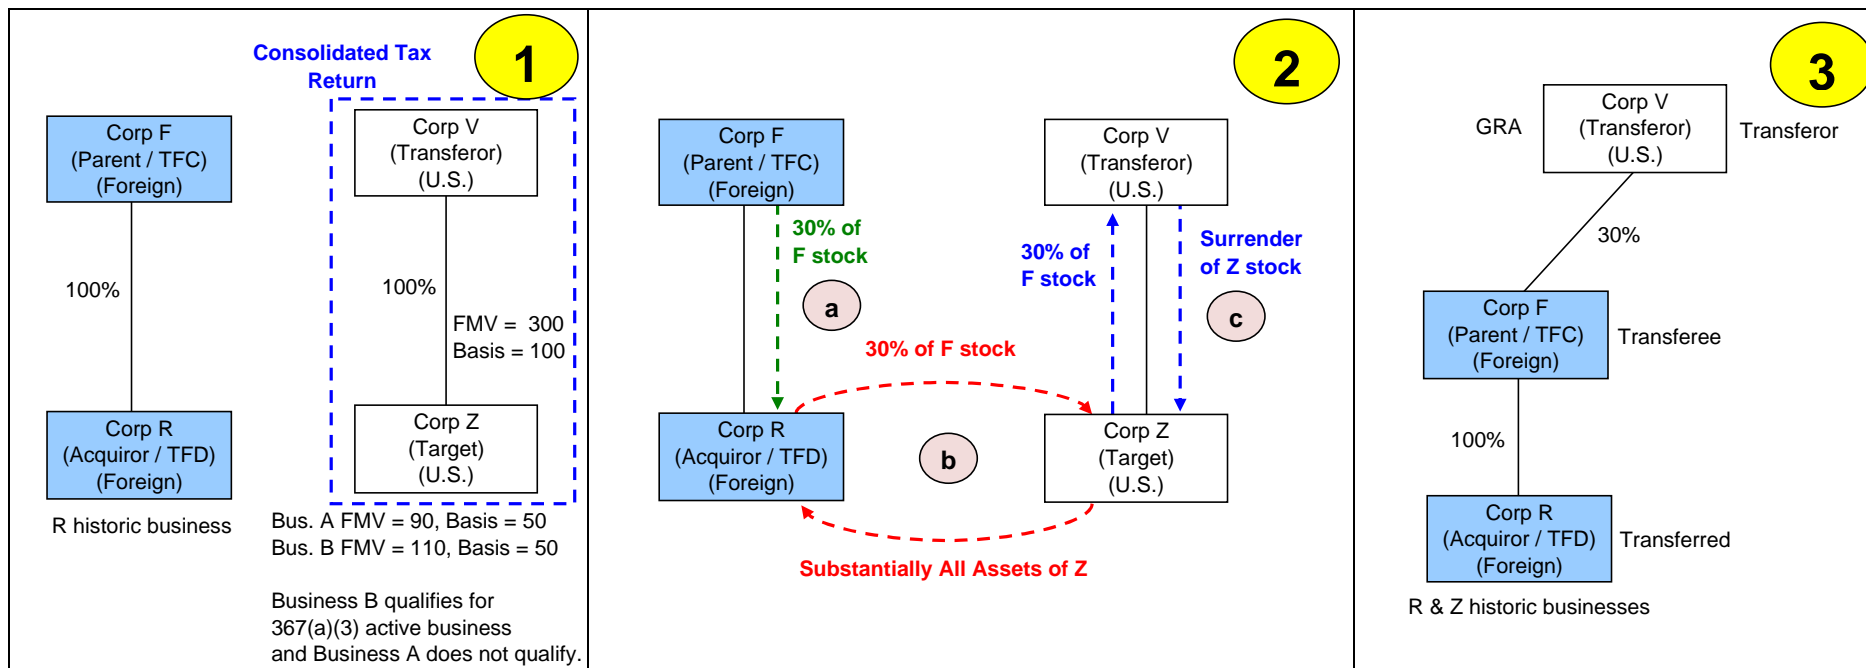 1
Consolidated Tax
Return
Corp F
(Parent / TFC)
(Foreign)
Corp V
(Transferor)
(U.S.)
100%
100%
FMV = 300
Basis = 100
Corp R
(Acquiror / TFD)
(Foreign)
Corp Z
(Target)
(U.S.)
R historic business
Bus. A FMV = 90, Basis = 50
Bus. B FMV = 110, Basis = 50
Business B qualifies for
367(a)(3) active business
and Business A does not qualify.
2
Corp F
(Parent / TFC)
(Foreign)
Corp V
(Transferor)
(U.S.)
30% of
F stock
a
30% of
F stock
Surrender
of Z stock
c
30% of F stock
Corp R
(Acquiror / TFD)
(Foreign)
b
Corp Z
(Target)
(U.S.)
Substantially All Assets of Z
3
GRA
Corp V
(Transferor)
(U.S.)
Transferor
30%
Corp F
(Parent / TFC)
(Foreign)
Transferee
100%
Corp R
(Acquiror / TFD)
(Foreign)
Transferred
R & Z historic businesses